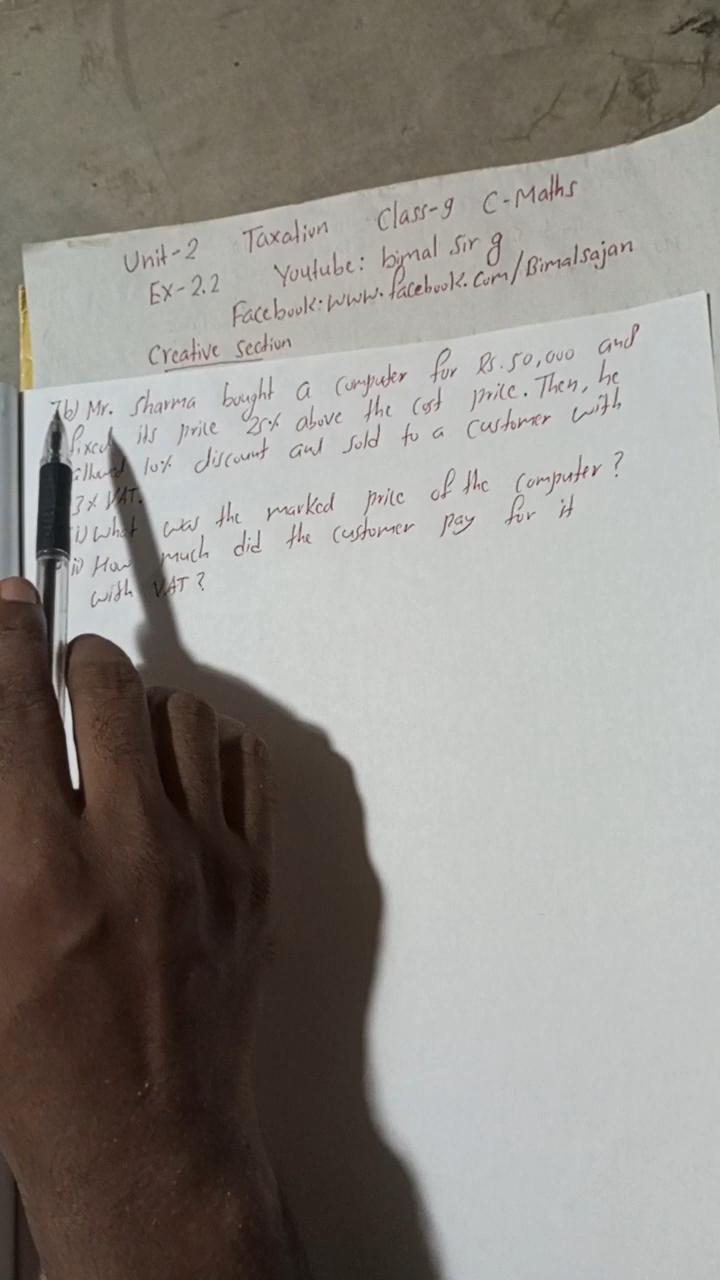 Unit-2 Taxation Class-9 C-Maths
Ex-2.2 Youtube: bimal sir g
Facebook:www.facebook.com/Bimalsajan
Creative section
7b) Mr. Sharma bought a computer for Rs. 50,000 and
fixed its price 25% above the cost price. Then, he
allowed 10% discount and sold to a customer with
3% VAT.
i) What was the marked price of the computer?
ii) How much did the customer pay for it
with VAT?